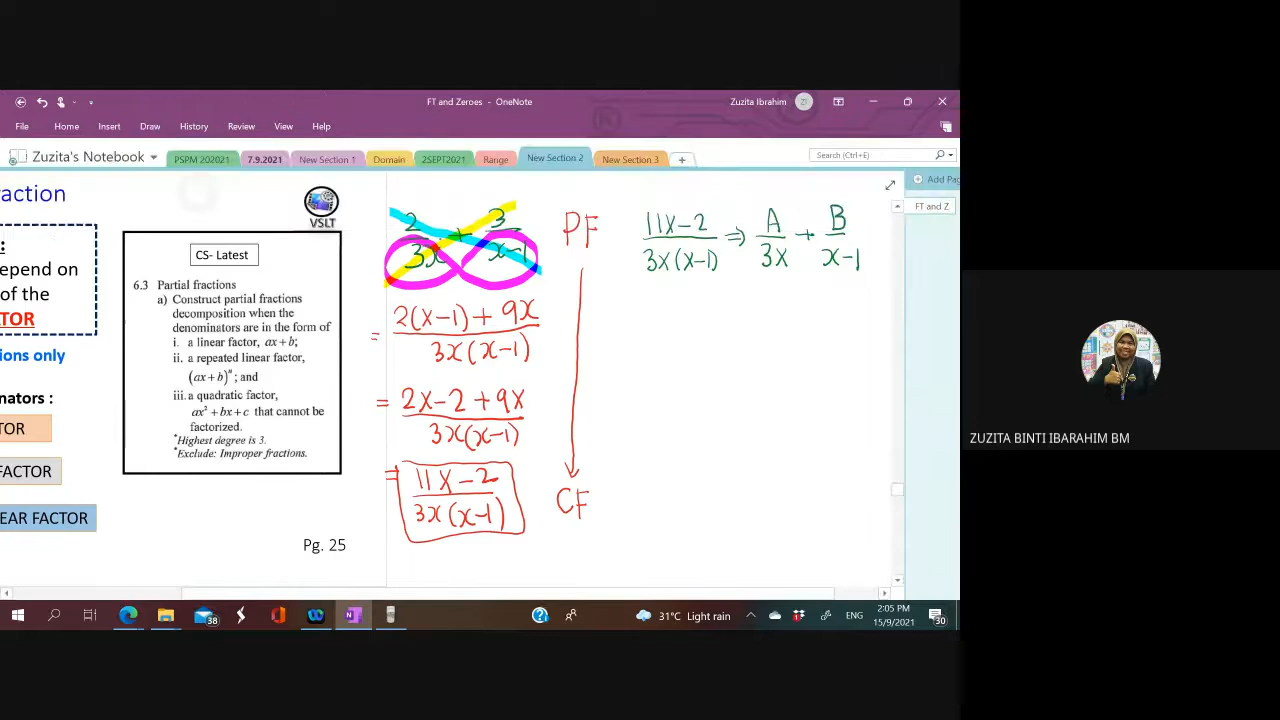 FT and Zeroes - OneNote
Zuzita Ibrahim
ZI
File Home Insert Draw History Review View Help
Zuzita's Notebook
PSPM 202021
7.9.2021
New Section 1
Domain
2SEPT2021
Range
New Section 2
New Section 3
+
Search (Ctrl+E)
Add Pag
FT and Z
raction
:
epend on
of the
TOR
ions only
nators :
TOR
FACTOR
EAR FACTOR
VSLT
CS- Latest
6.3 Partial fractions
a) Construct partial fractions
decomposition when the
denominators are in the form of
i. a linear factor, ax+b;
ii. a repeated linear factor,
(ax+b)^n; and
iii. a quadratic factor,
ax²+bx+c that cannot be
factorized.
*Highest degree is 3.
*Exclude: Improper fractions.
Pg. 25
2/3x + 3/x-1
= 2(x-1) + 9x / 3x(x-1)
= 2x-2+9x / 3x(x-1)
= 11x-2 / 3x(x-1)
PF
CF
11x-2 / 3x(x-1) ⇒ A/3x + B/x-1
ZUZITA BINTI IBARAHIM BM
38
31°C Light rain
ENG
2:05 PM
15/9/2021
30